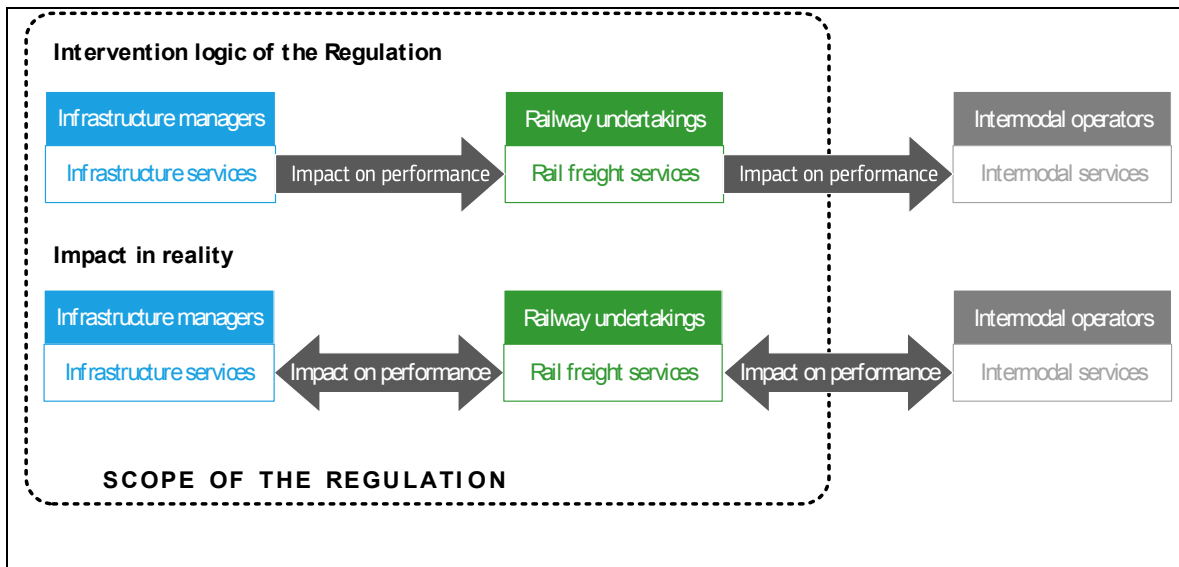 Intervention logic of the Regulation
Infrastructure managers
Railway undertakings
Intermodal operators
Infrastructure services
Impact on performance
Rail freight services
Impact on performance
Intermodal services
Impact in reality
Infrastructure managers
Railway undertakings
Intermodal operators
Infrastructure services
Impact on performance
Rail freight services
Impact on performance
Intermodal services
SCOPE OF THE REGULATION